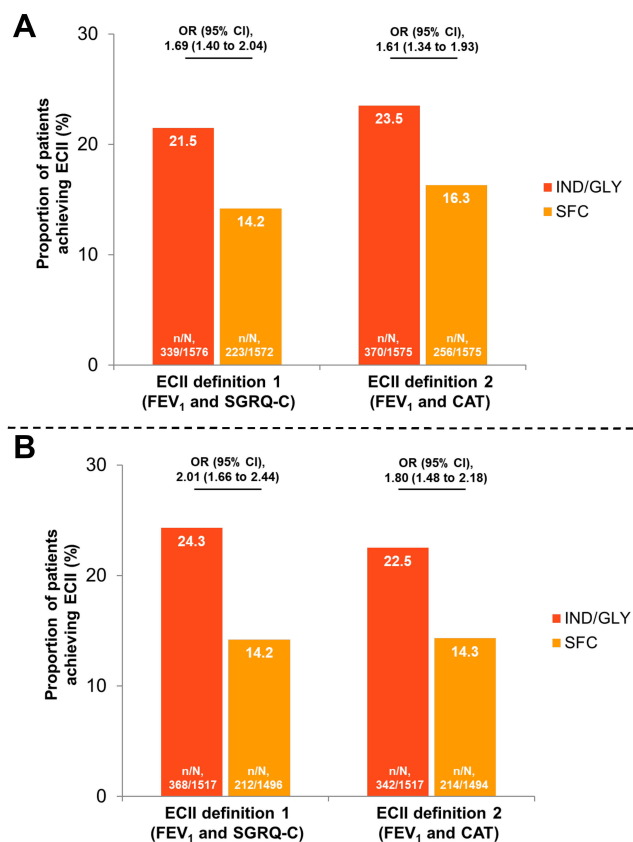 A
Proportion of patients
achieving ECII (%)
30
20
10
0
OR (95% CI),
1.69 (1.40 to 2.04)
OR (95% CI),
1.61 (1.34 to 1.93)
21.5
14.2
23.5
16.3
n/N,
339/1576
n/N,
223/1572
n/N,
370/1575
n/N,
256/1575
IND/GLY
SFC
ECII definition 1
(FEV₁ and SGRQ-C)
ECII definition 2
(FEV₁ and CAT)
B
Proportion of patients
achieving ECII (%)
30
20
10
0
OR (95% CI),
2.01 (1.66 to 2.44)
OR (95% CI),
1.80 (1.48 to 2.18)
24.3
14.2
22.5
14.3
n/N,
368/1517
n/N,
212/1496
n/N,
342/1517
n/N,
214/1494
IND/GLY
SFC
ECII definition 1
(FEV₁ and SGRQ-C)
ECII definition 2
(FEV₁ and CAT)